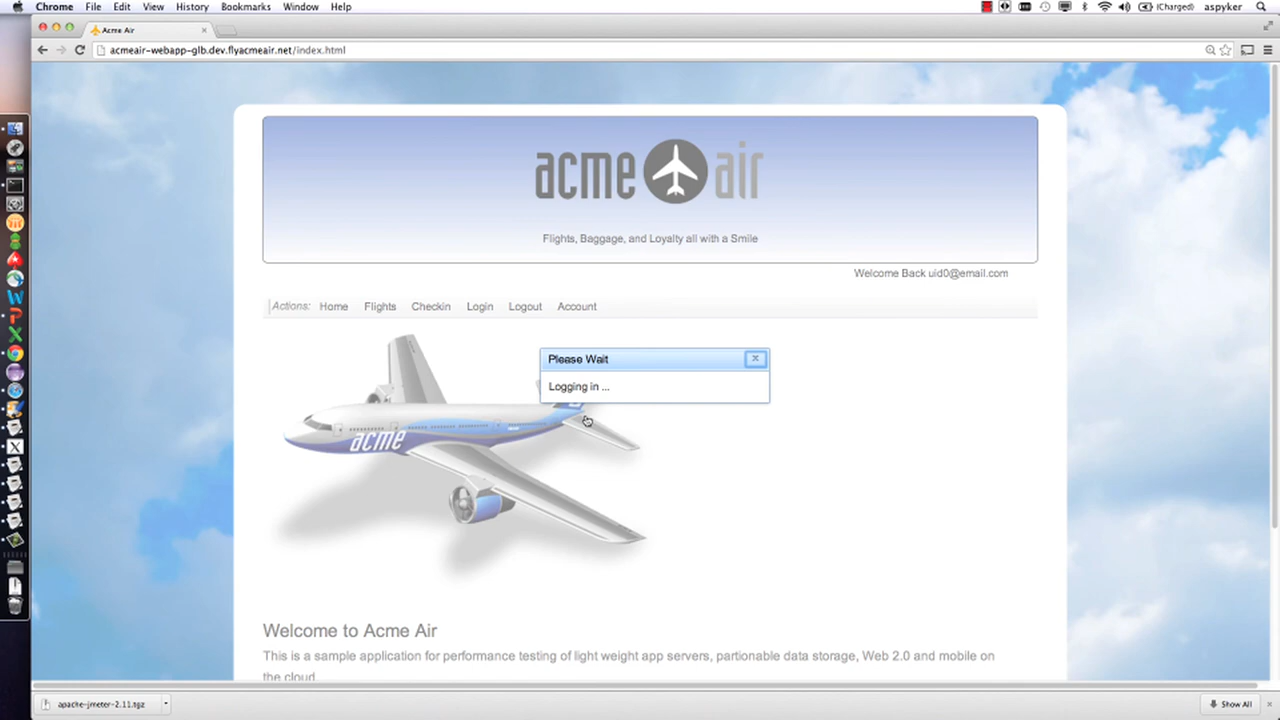 Chrome File Edit View History Bookmarks Window Help (Charged) aspyker
Acme Air
acmeair-webapp-glb.dev.flyacmeair.net/index.html
acme air
Flights, Baggage, and Loyalty all with a Smile
Welcome Back uid0@email.com
Actions: Home Flights Checkin Login Logout Account
Please Wait
Logging in ...
acme
Welcome to Acme Air
This is a sample application for performance testing of light weight app servers, partionable data storage, Web 2.0 and mobile on
the cloud
apache-jmeter-2.11.tgz Show All